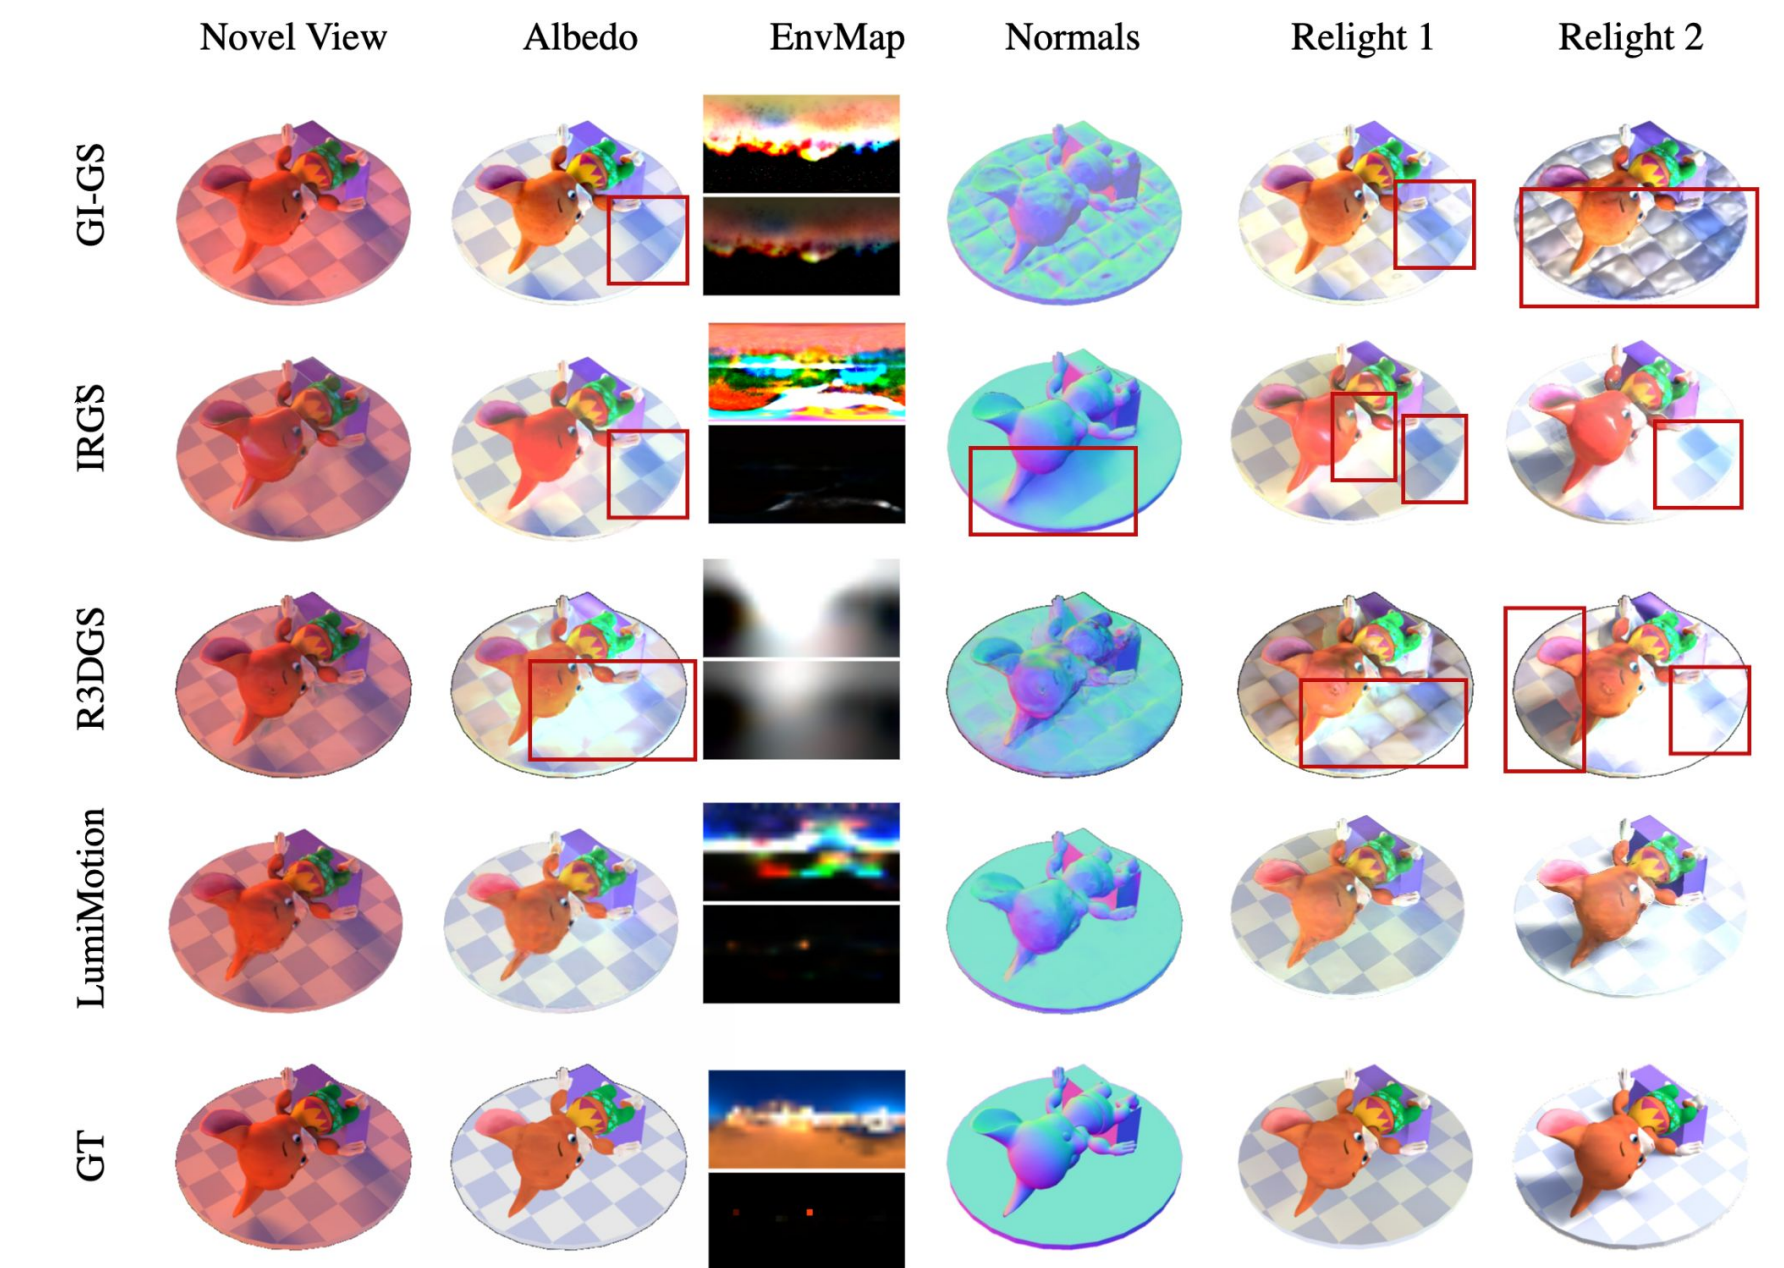 Novel View Albedo EnvMap Normals Relight 1 Relight 2
GI-GS
IRGS
R3DGS
LumiMotion
GT